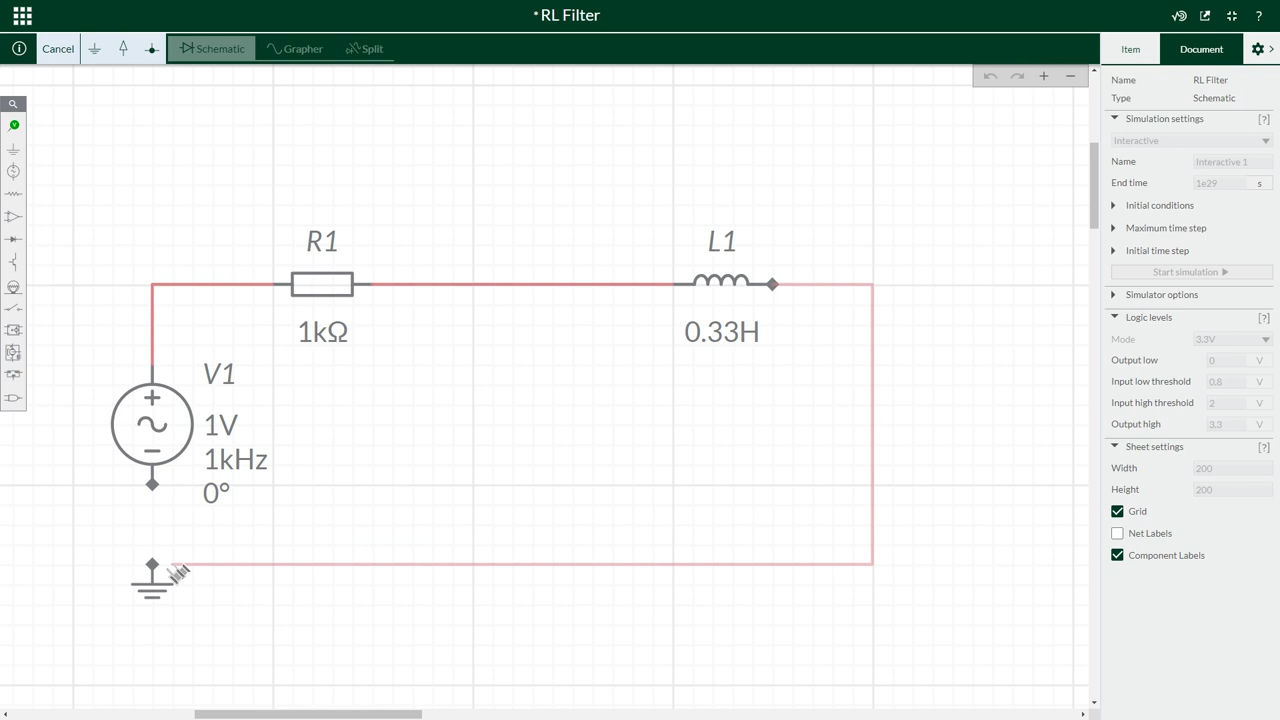 * RL Filter
?
Cancel
Schematic
Grapher
Split
Item
Document
Name RL Filter
Type Schematic
Simulation settings [?]
Interactive
Name Interactive 1
End time 1e29 s
Initial conditions
Maximum time step
Initial time step
Start simulation
Simulator options
Logic levels [?]
Mode 3.3V
Output low 0 V
Input low threshold 0.8 V
Input high threshold 2 V
Output high 3.3 V
Sheet settings [?]
Width 200
Height 200
Grid
Net Labels
Component Labels
R1
1kΩ
L1
0.33H
V1
1V
1kHz
0°